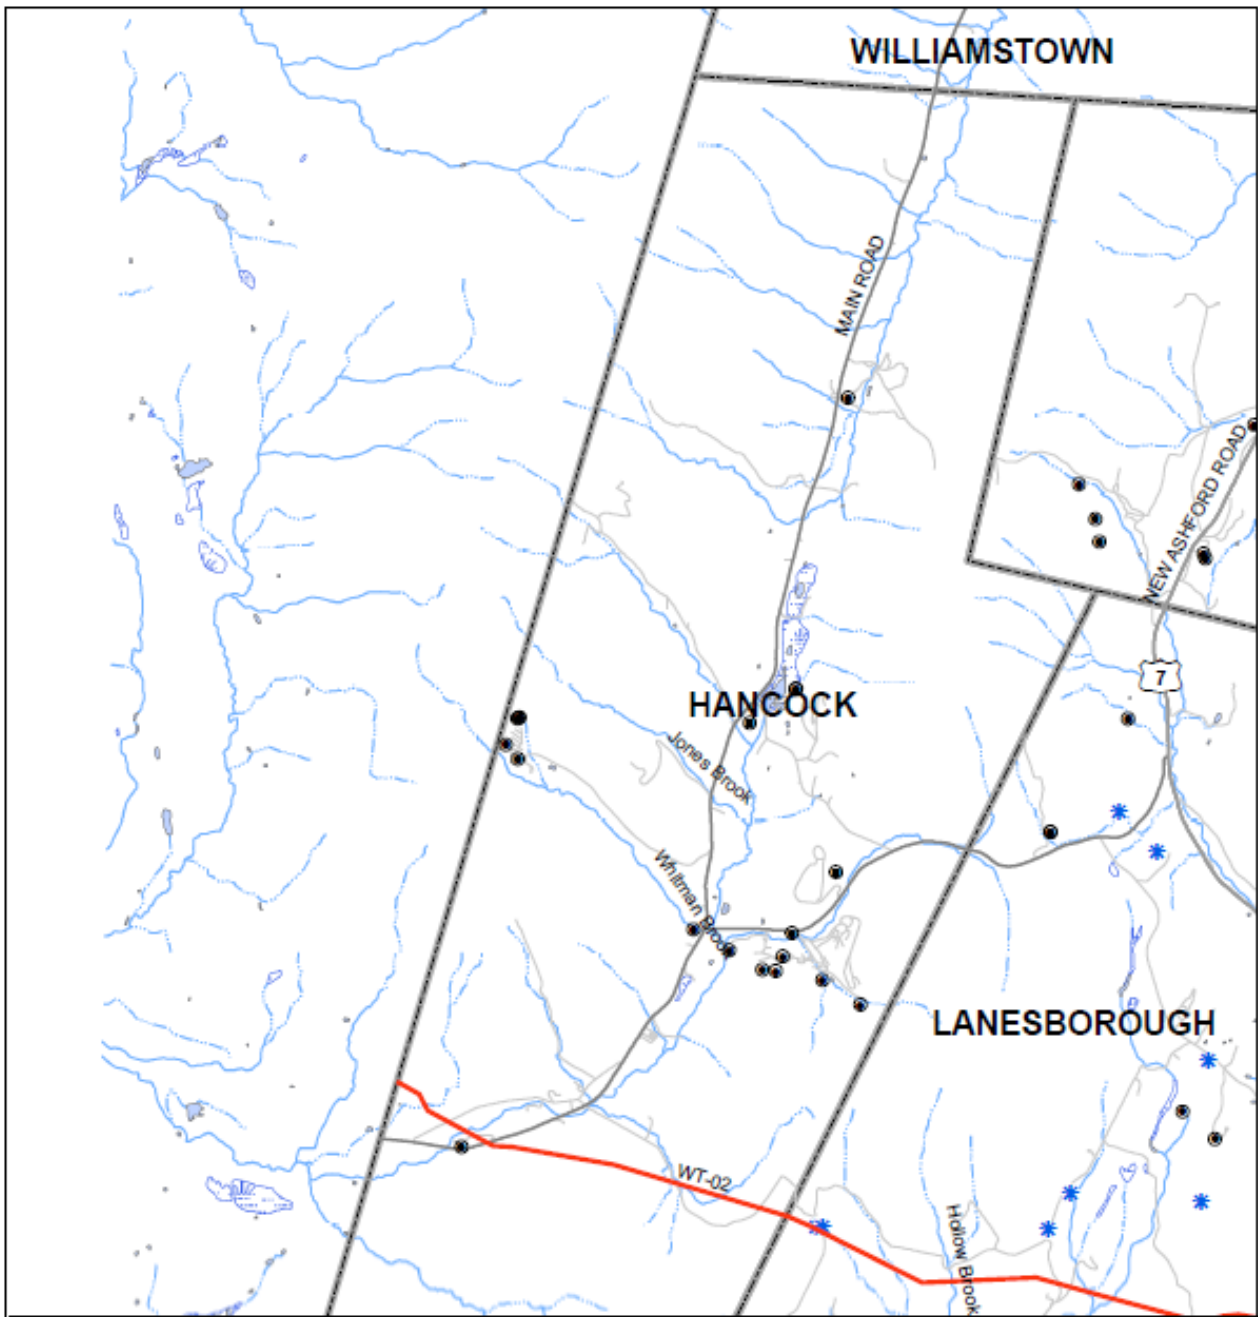 WILLIAMSTOWN
MAIN ROAD
NEW ASHFORD ROAD
7
HANCOCK
Jones Brook
Whitman Brook
LANESBOROUGH
WT-02
Hollow Brook